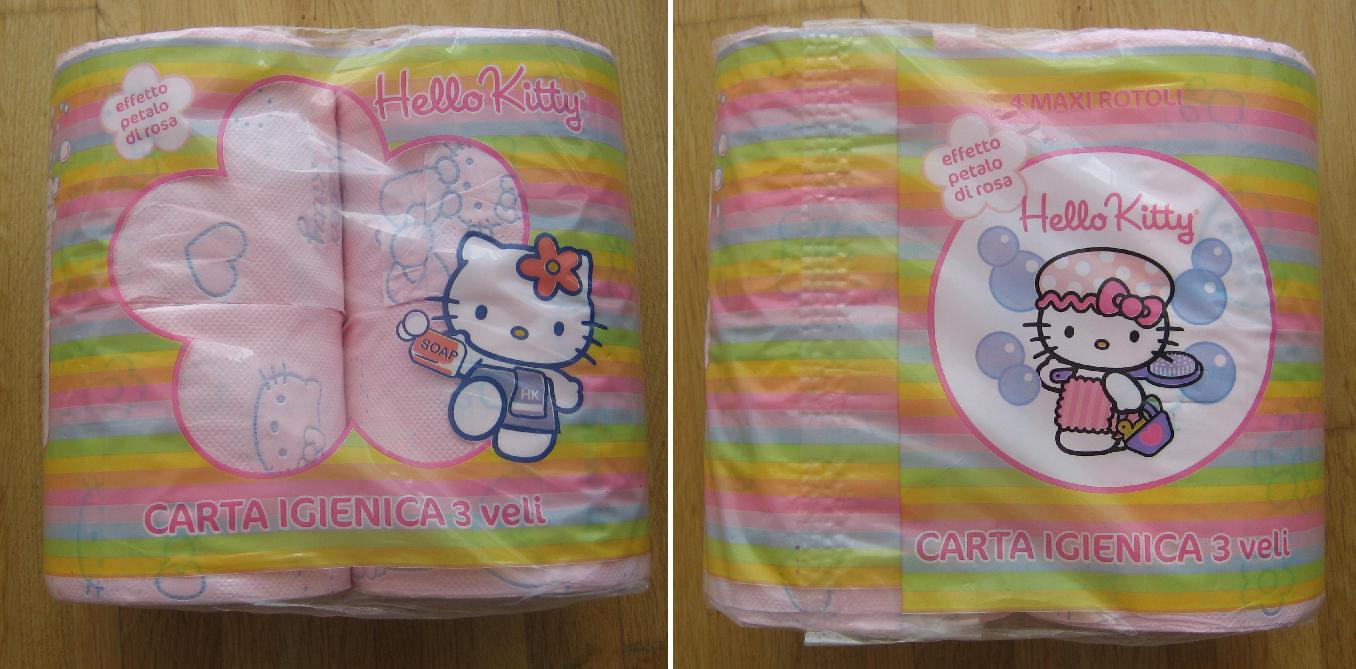 effetto
petalo
di rosa
Hello Kitty
SOAP
HK
CARTA IGIENICA 3 veli
4 MAXI ROTOLI
effetto
petalo
di rosa
Hello Kitty
CARTA IGIENICA 3 veli